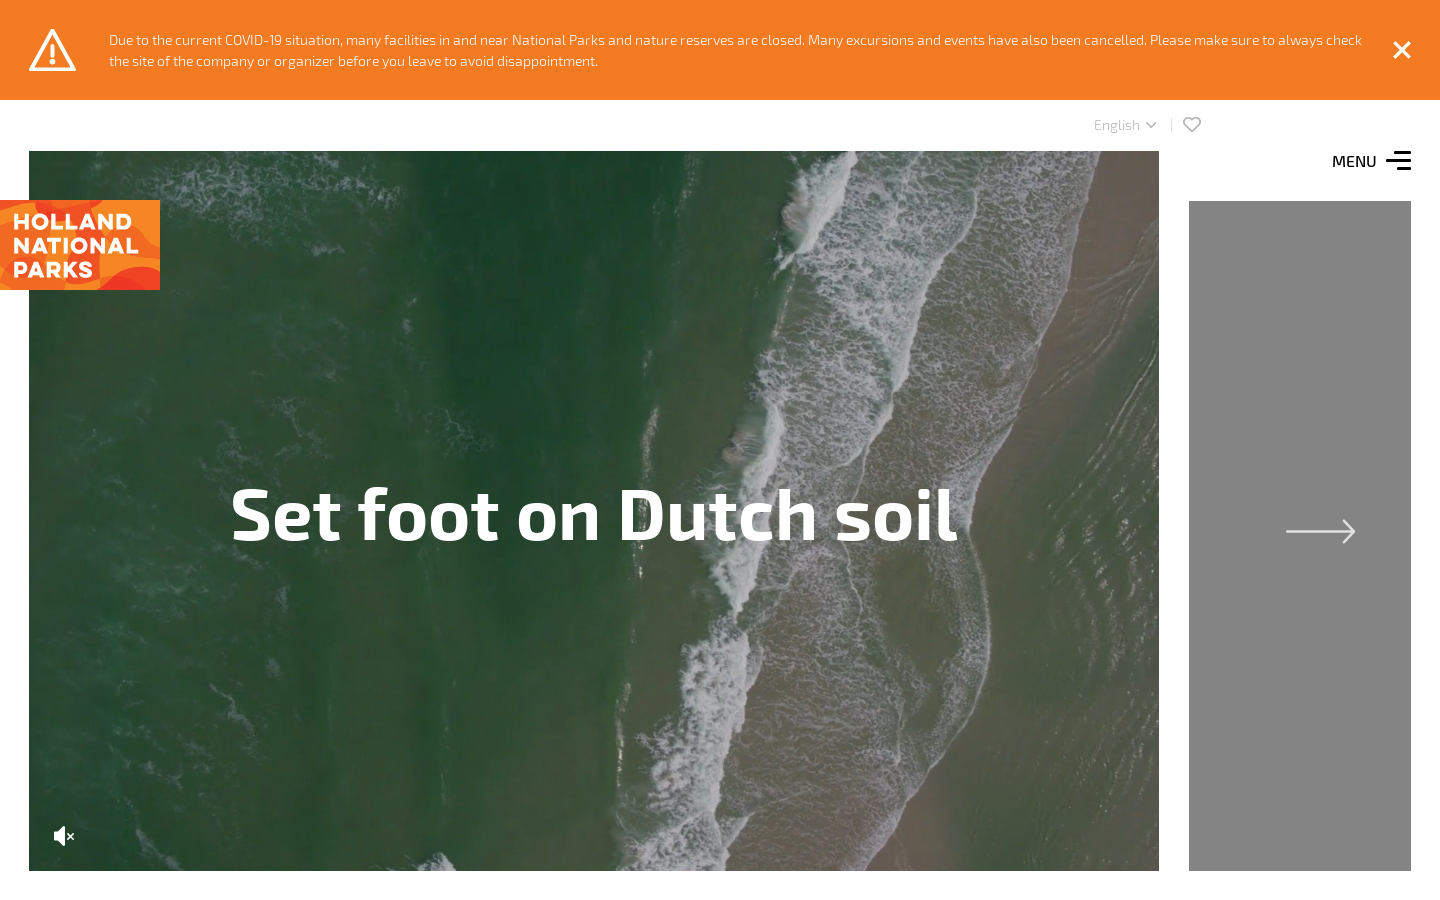 Due to the current COVID-19 situation, many facilities in and near National Parks and nature reserves are closed. Many excursions and events have also been cancelled. Please make sure to always check
the site of the company or organizer before you leave to avoid disappointment.
English
MENU
HOLLAND
NATIONAL
PARKS
Set foot on Dutch soil